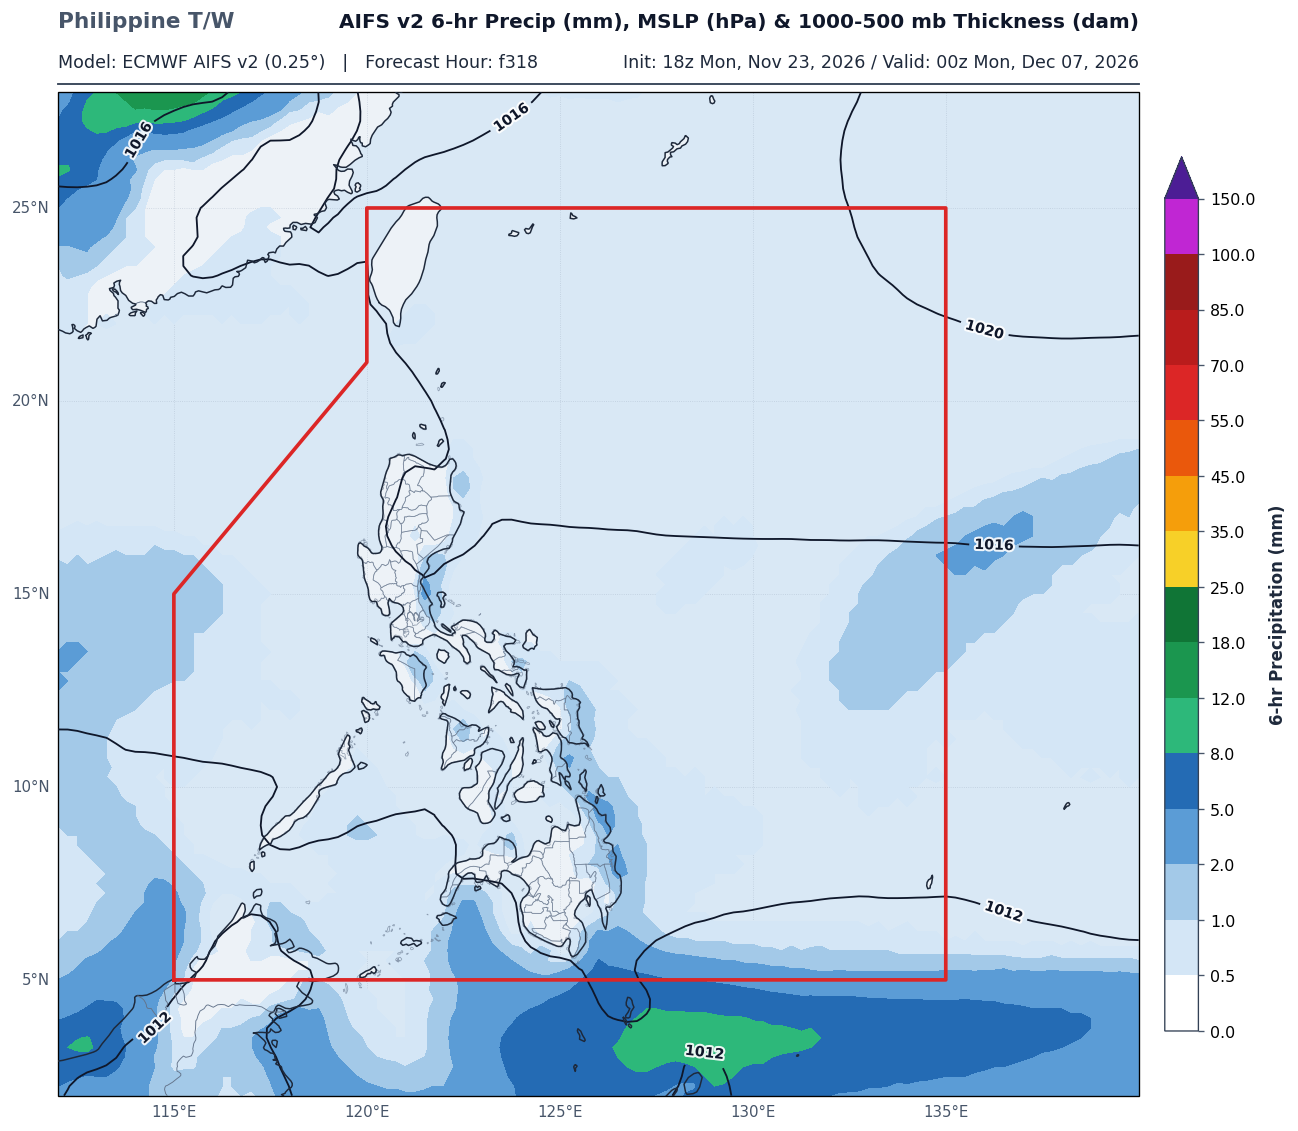 Philippine T/W
AIFS v2 6-hr Precip (mm), MSLP (hPa) & 1000-500 mb Thickness (dam)
Model: ECMWF AIFS v2 (0.25°) | Forecast Hour: f318
Init: 18z Mon, Nov 23, 2026 / Valid: 00z Mon, Dec 07, 2026
1016
1016
1020
1016
1012
1012
1012
25°N
20°N
15°N
10°N
5°N
115°E
120°E
125°E
130°E
135°E
150.0
100.0
85.0
70.0
55.0
45.0
35.0
25.0
18.0
12.0
8.0
5.0
2.0
1.0
0.5
0.0
6-hr Precipitation (mm)